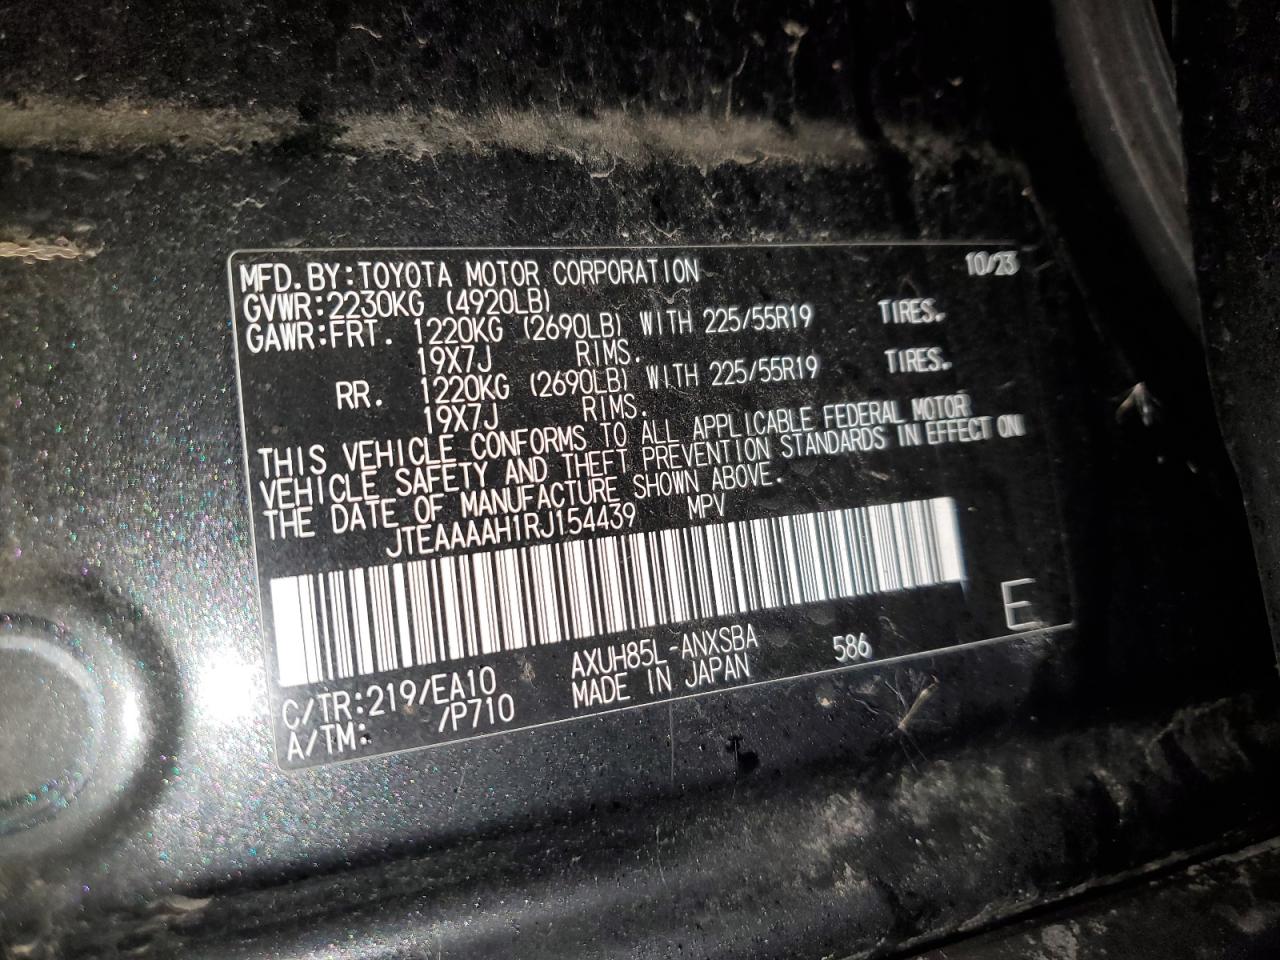 MFD.BY:TOYOTA MOTOR CORPORATION 10/23
GVWR:2230KG (4920LB)
GAWR:FRT. 1220KG (2690LB) WITH 225/55R19 TIRES.
19X7J RIMS.
RR. 1220KG (2690LB) WITH 225/55R19 TIRES.
19X7J RIMS.
THIS VEHICLE CONFORMS TO ALL APPLICABLE FEDERAL MOTOR
VEHICLE SAFETY AND THEFT PREVENTION STANDARDS IN EFFECT ON
THE DATE OF MANUFACTURE SHOWN ABOVE.
JTEAAAAH1RJ154439 MPV
E
C/TR:219/EA10 AXUH85L-ANXSBA 586
A/TM: /P710 MADE IN JAPAN